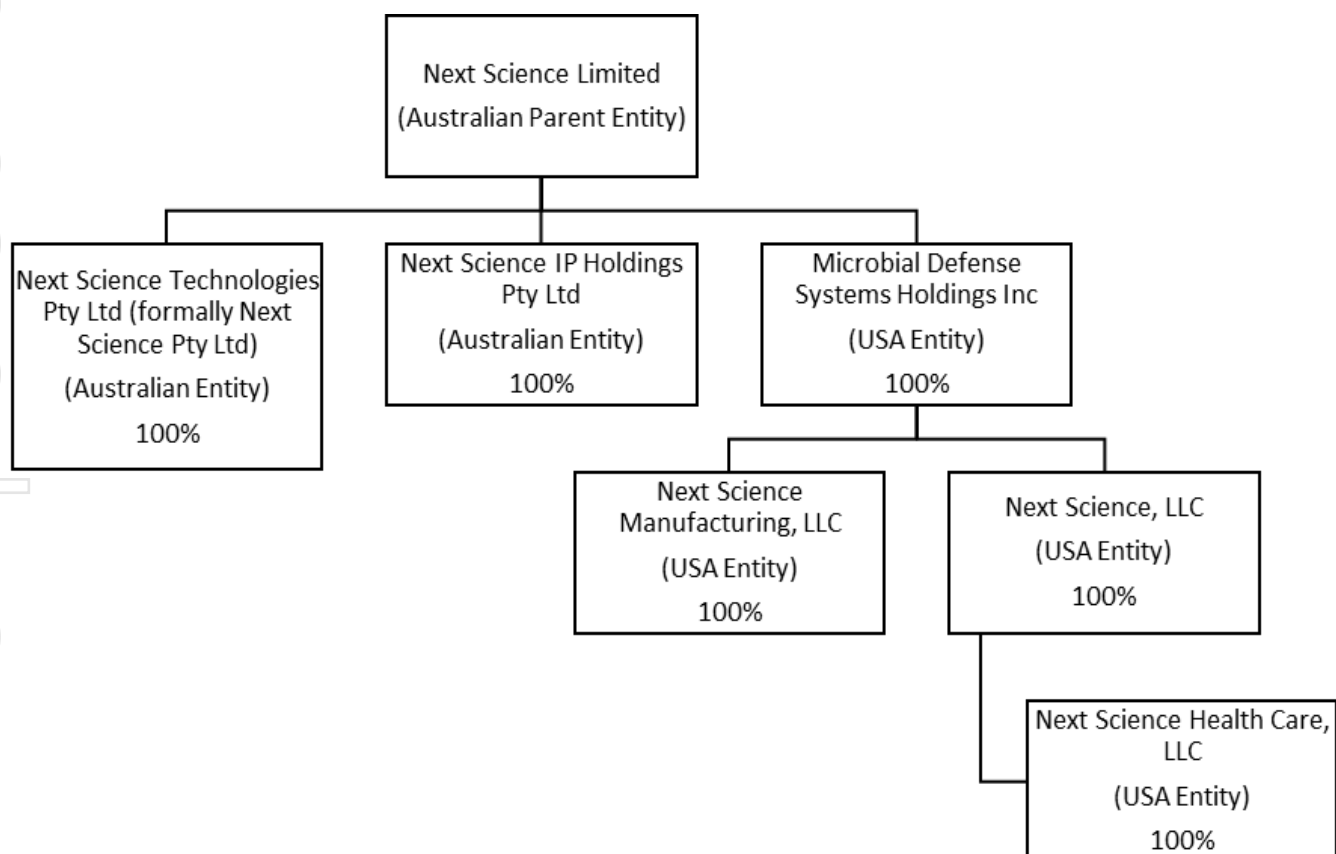 Next Science Limited
(Australian Parent Entity)
Next Science Technologies
Pty Ltd (formally Next
Science Pty Ltd)
(Australian Entity)
100%
Next Science IP Holdings
Pty Ltd
(Australian Entity)
100%
Microbial Defense
Systems Holdings Inc
(USA Entity)
100%
Next Science
Manufacturing, LLC
(USA Entity)
100%
Next Science, LLC
(USA Entity)
100%
Next Science Health Care,
LLC
(USA Entity)
100%